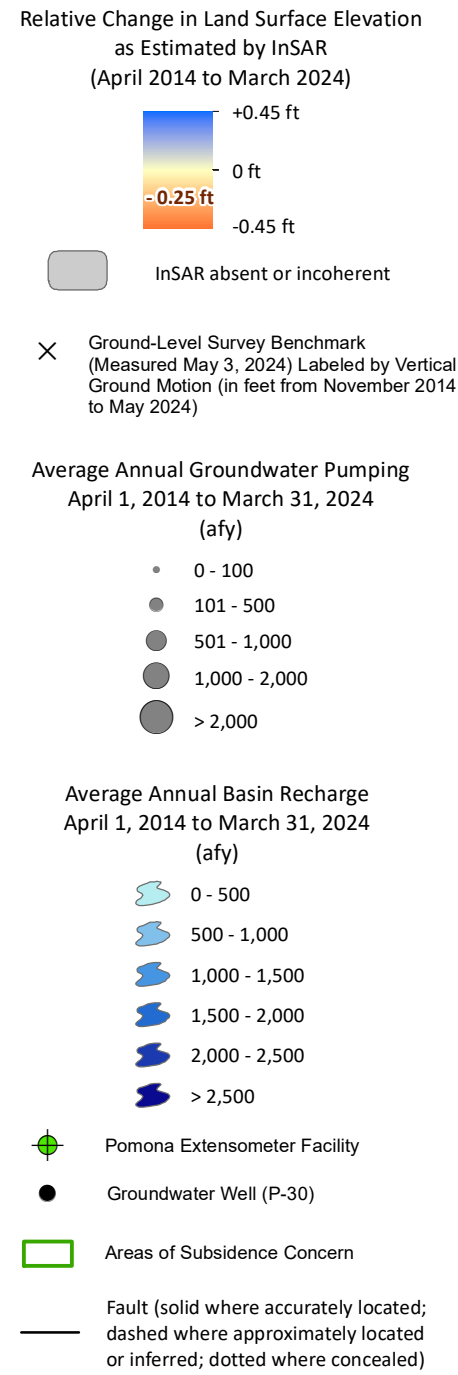 Relative Change in Land Surface Elevation
as Estimated by InSAR
(April 2014 to March 2024)
+0.45 ft
0 ft
- 0.25 ft
-0.45 ft
InSAR absent or incoherent
Ground-Level Survey Benchmark
(Measured May 3, 2024) Labeled by Vertical
Ground Motion (in feet from November 2014
to May 2024)
Average Annual Groundwater Pumping
April 1, 2014 to March 31, 2024
(afy)
0 - 100
101 - 500
501 - 1,000
1,000 - 2,000
> 2,000
Average Annual Basin Recharge
April 1, 2014 to March 31, 2024
(afy)
0 - 500
500 - 1,000
1,000 - 1,500
1,500 - 2,000
2,000 - 2,500
> 2,500
Pomona Extensometer Facility
Groundwater Well (P-30)
Areas of Subsidence Concern
Fault (solid where accurately located;
dashed where approximately located
or inferred; dotted where concealed)